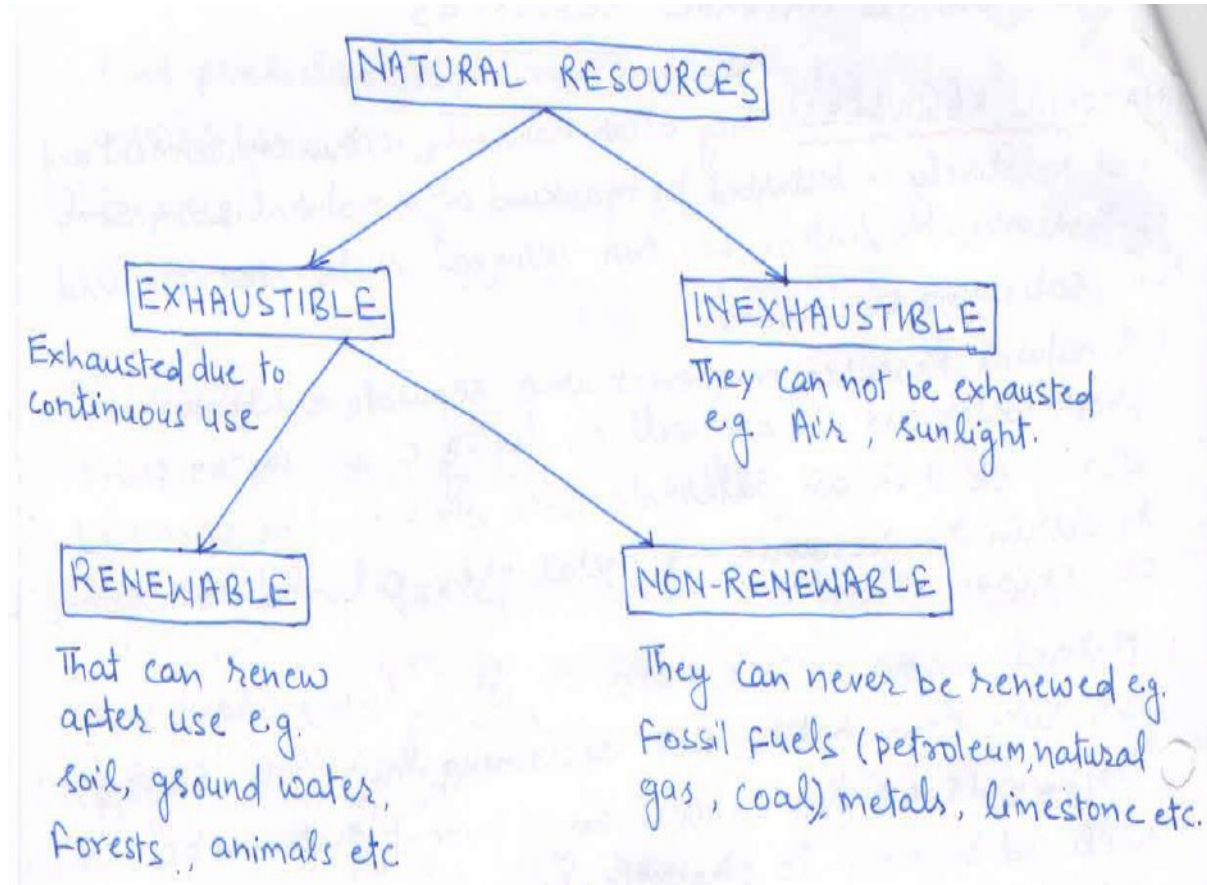 NATURAL RESOURCES
EXHAUSTIBLE
Exhausted due to
continuous use
INEXHAUSTIBLE
They can not be exhausted
e.g. Air, sunlight.
RENEWABLE
That can renew
after use e.g.
soil, ground water,
Forests., animals etc
NON-RENEWABLE
They can never be renewed e.g.
Fossil fuels (petroleum, natural
gas, coal), metals, limestone etc.